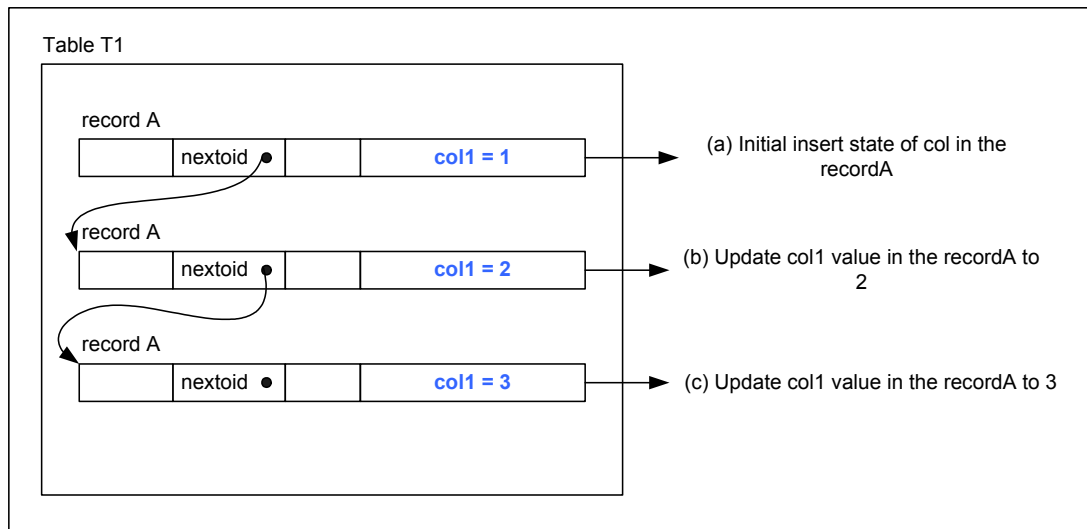 Table T1
record A
nextoid
col1 = 1
(a) Initial insert state of col in the
recordA
record A
nextoid
col1 = 2
(b) Update col1 value in the recordA to
2
record A
nextoid
col1 = 3
(c) Update col1 value in the recordA to 3